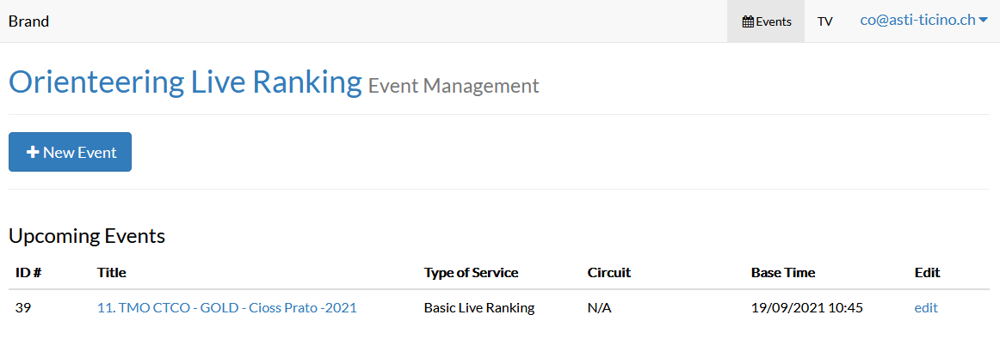 Brand Events TV co@asti-ticino.ch
Orienteering Live Ranking Event Management
New Event
Upcoming Events
ID # Title Type of Service Circuit Base Time Edit
39 11. TMO CTCO - GOLD - Cioss Prato -2021 Basic Live Ranking N/A 19/09/2021 10:45 edit